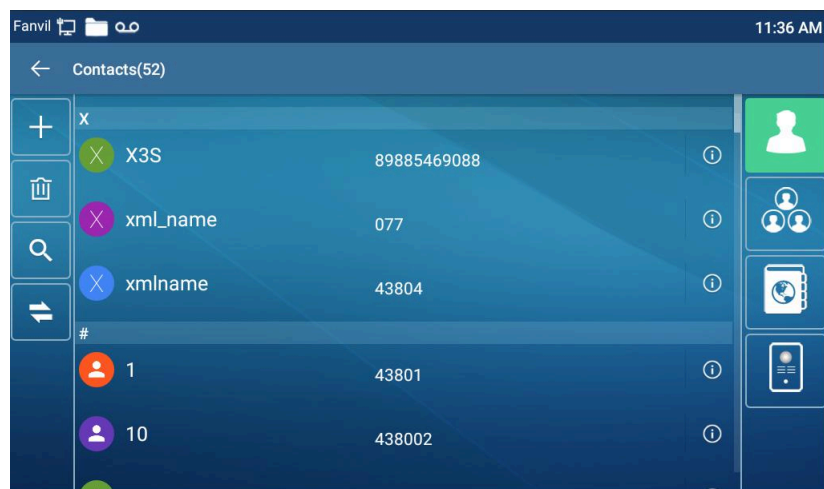 Fanvil 11:36 AM
Contacts(52)
X
X X3S 89885469088
X xml_name 077
X xmlname 43804
#
1 43801
10 438002